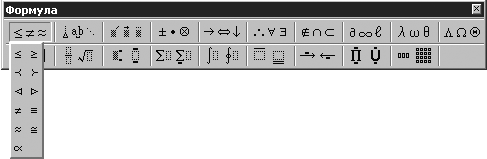 Формула
≤ ≠ ≈ ∆ a͎b ⋱ ± • ⊗ → ⇔ ↓ ∴ ∀ ∃ ∉ ∩ ⊂ ∂ ∞ ℓ λ ω θ Λ Ω Θ
≤ ≥ √ Σ Σ ∫ ∮ → ← Π Ụ
≺ ≻
⊲ ⊳
≠ ≡
≈ ≅
∝